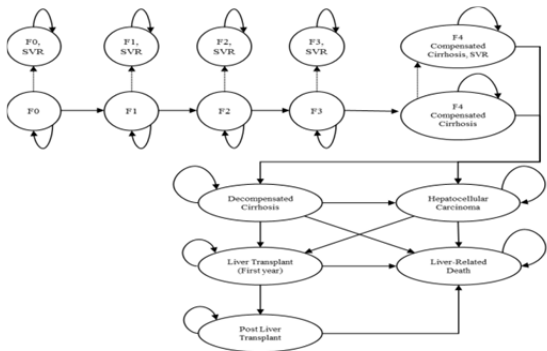 F0,
SVR
F1,
SVR
F2,
SVR
F3,
SVR
F4
Compensated
Cirrhosis, SVR
F0
F1
F2
F3
F4
Compensated
Cirrhosis
Decompensated
Cirrhosis
Hepatocellular
Carcinoma
Liver Transplant
(First year)
Liver-Related
Death
Post Liver
Transplant